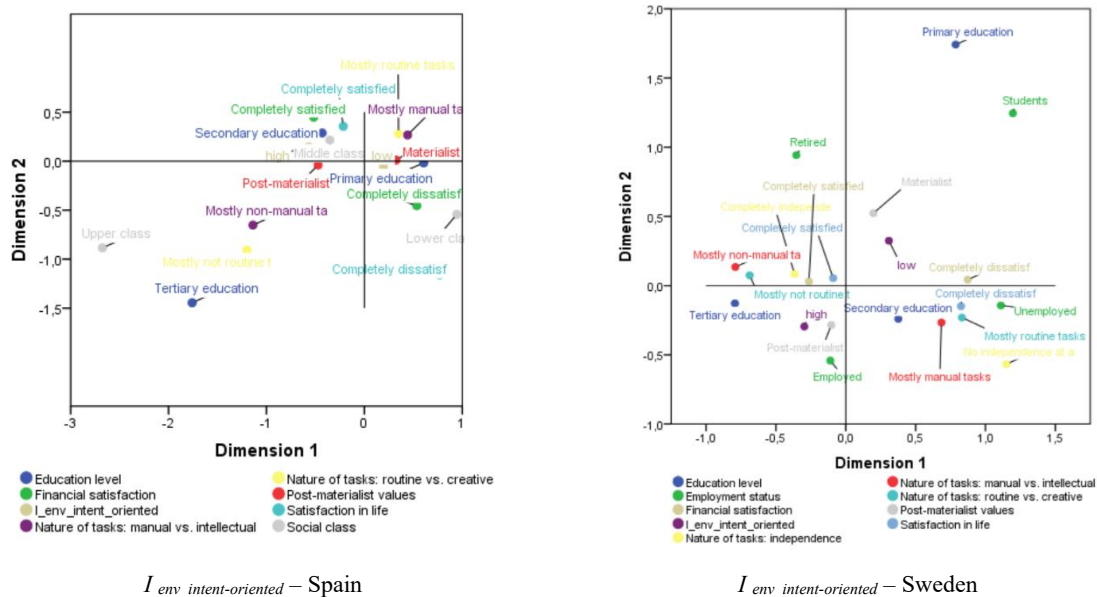 Mostly routine tasks
Completely satisfied
Completely satisfied
Mostly manual ta
0,5
Secondary education
high
Middle class
low
Materialist
0,0
Post-materialist
Primary education
Completely dissatisf
-0,5
Mostly non-manual ta
Upper class
Lower cla
-1,0
Mostly not routine t
Completely dissatisf
Tertiary education
-1,5
Dimension 2
-3
-2
-1
0
1
Dimension 1
Education level
Financial satisfaction
I_env_intent_oriented
Nature of tasks: manual vs. intellectual
Nature of tasks: routine vs. creative
Post-materialist values
Satisfaction in life
Social class
I env intent-oriented – Spain
2,0
Primary education
1,5
Students
1,0
Retired
Completely satisfied
Materialist
0,5
Completely independe
Completely satisfied
Mostly non-manual ta
low
Completely dissatisf
0,0
Mostly not routine t
Completely dissatisf
Tertiary education
high
Secondary education
Unemployed
Post-materialist
Mostly routine tasks
-0,5
No independence at a
Employed
Mostly manual tasks
-1,0
Dimension 2
-1,0
-0,5
0,0
0,5
1,0
1,5
Dimension 1
Education level
Employment status
Financial satisfaction
I_env_intent_oriented
Nature of tasks: independence
Nature of tasks: manual vs. intellectual
Nature of tasks: routine vs. creative
Post-materialist values
Satisfaction in life
I env intent-oriented – Sweden